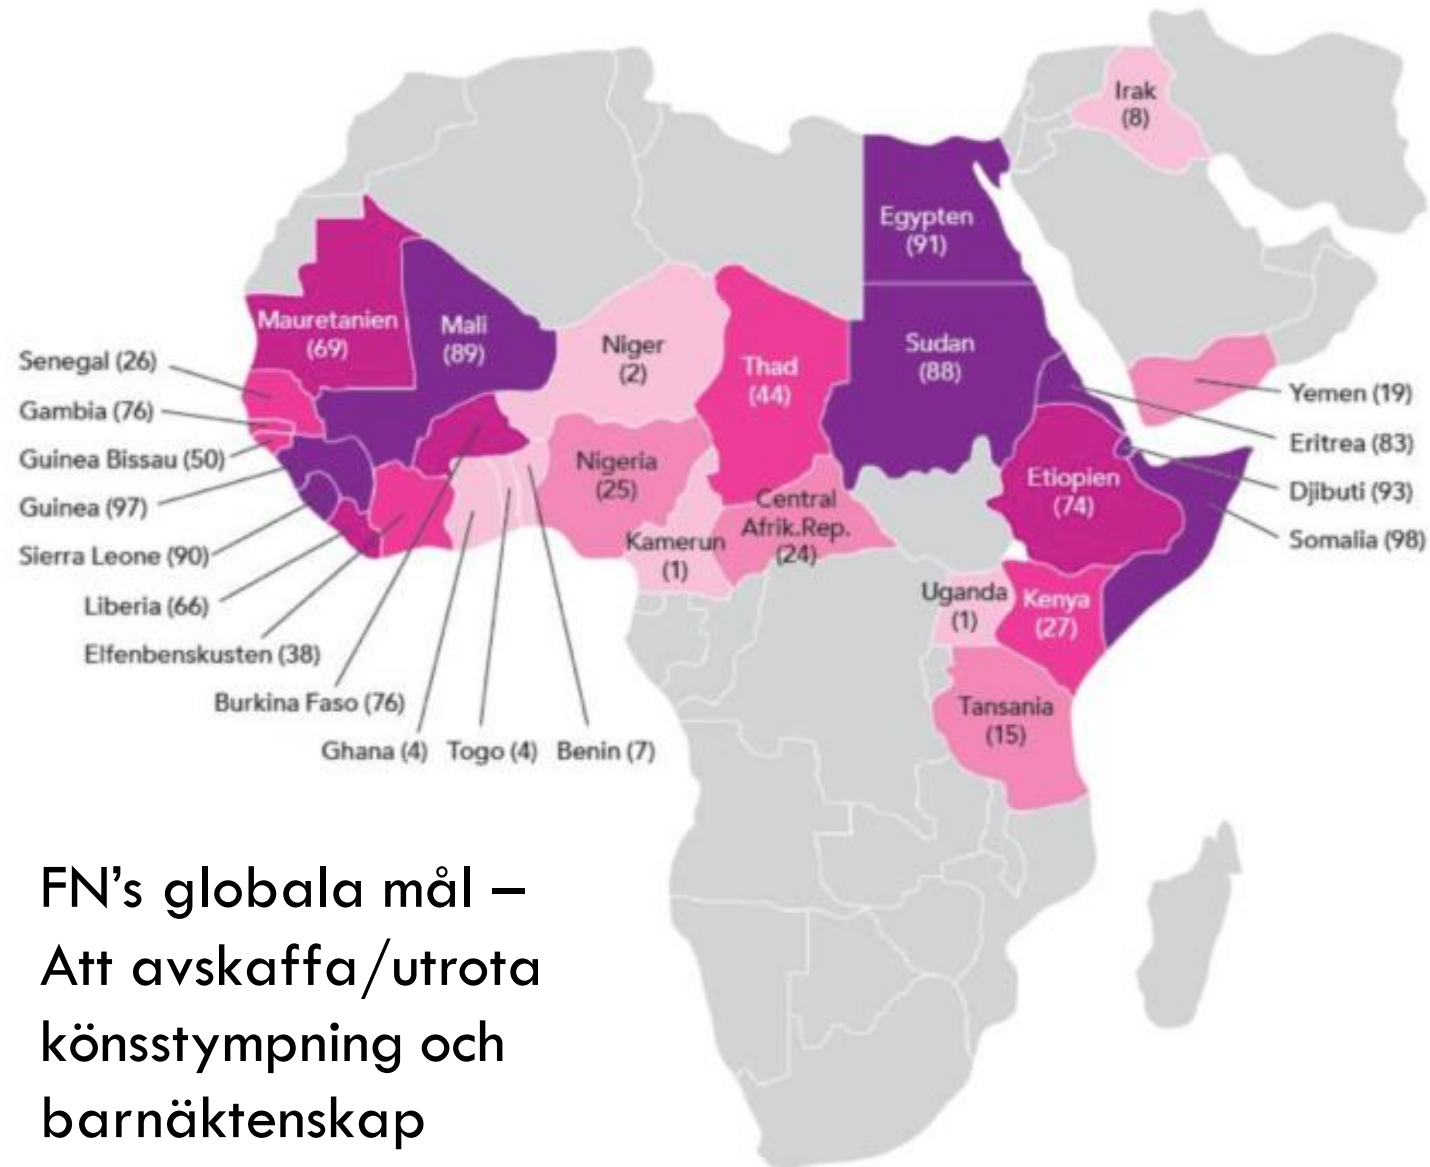 Irak
(8)
Egypten
(91)
Mauretanien
(69)
Mali
(89)
Niger
(2)
Thad
(44)
Sudan
(88)
Senegal (26)
Gambia (76)
Guinea Bissau (50)
Guinea (97)
Sierra Leone (90)
Liberia (66)
Elfenbenskusten (38)
Burkina Faso (76)
Ghana (4)
Togo (4)
Benin (7)
Nigeria
(25)
Kamerun
(1)
Central
Afrik.Rep.
(24)
Etiopien
(74)
Uganda
(1)
Kenya
(27)
Tansania
(15)
Yemen (19)
Eritrea (83)
Djibuti (93)
Somalia (98)
FN’s globala mål –
Att avskaffa/utrota
könsstympning och
barnäktenskap